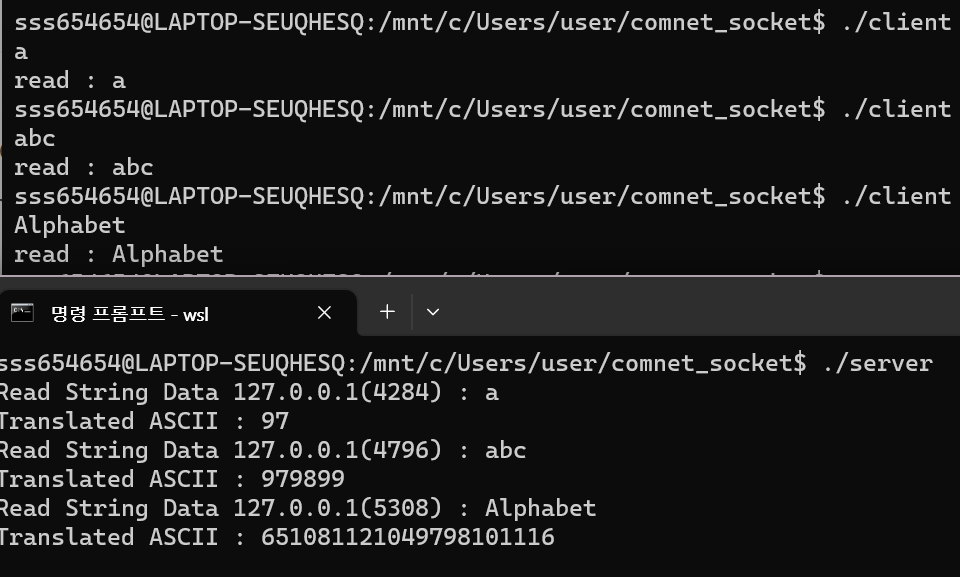 sss654654@LAPTOP-SEUQHESQ:/mnt/c/Users/user/comnet_socket$ ./client
a
read : a
sss654654@LAPTOP-SEUQHESQ:/mnt/c/Users/user/comnet_socket$ ./client
abc
read : abc
sss654654@LAPTOP-SEUQHESQ:/mnt/c/Users/user/comnet_socket$ ./client
Alphabet
read : Alphabet
명령 프롬프트 - wsl
sss654654@LAPTOP-SEUQHESQ:/mnt/c/Users/user/comnet_socket$ ./server
Read String Data 127.0.0.1(4284) : a
Translated ASCII : 97
Read String Data 127.0.0.1(4796) : abc
Translated ASCII : 979899
Read String Data 127.0.0.1(5308) : Alphabet
Translated ASCII : 651081121049798101116